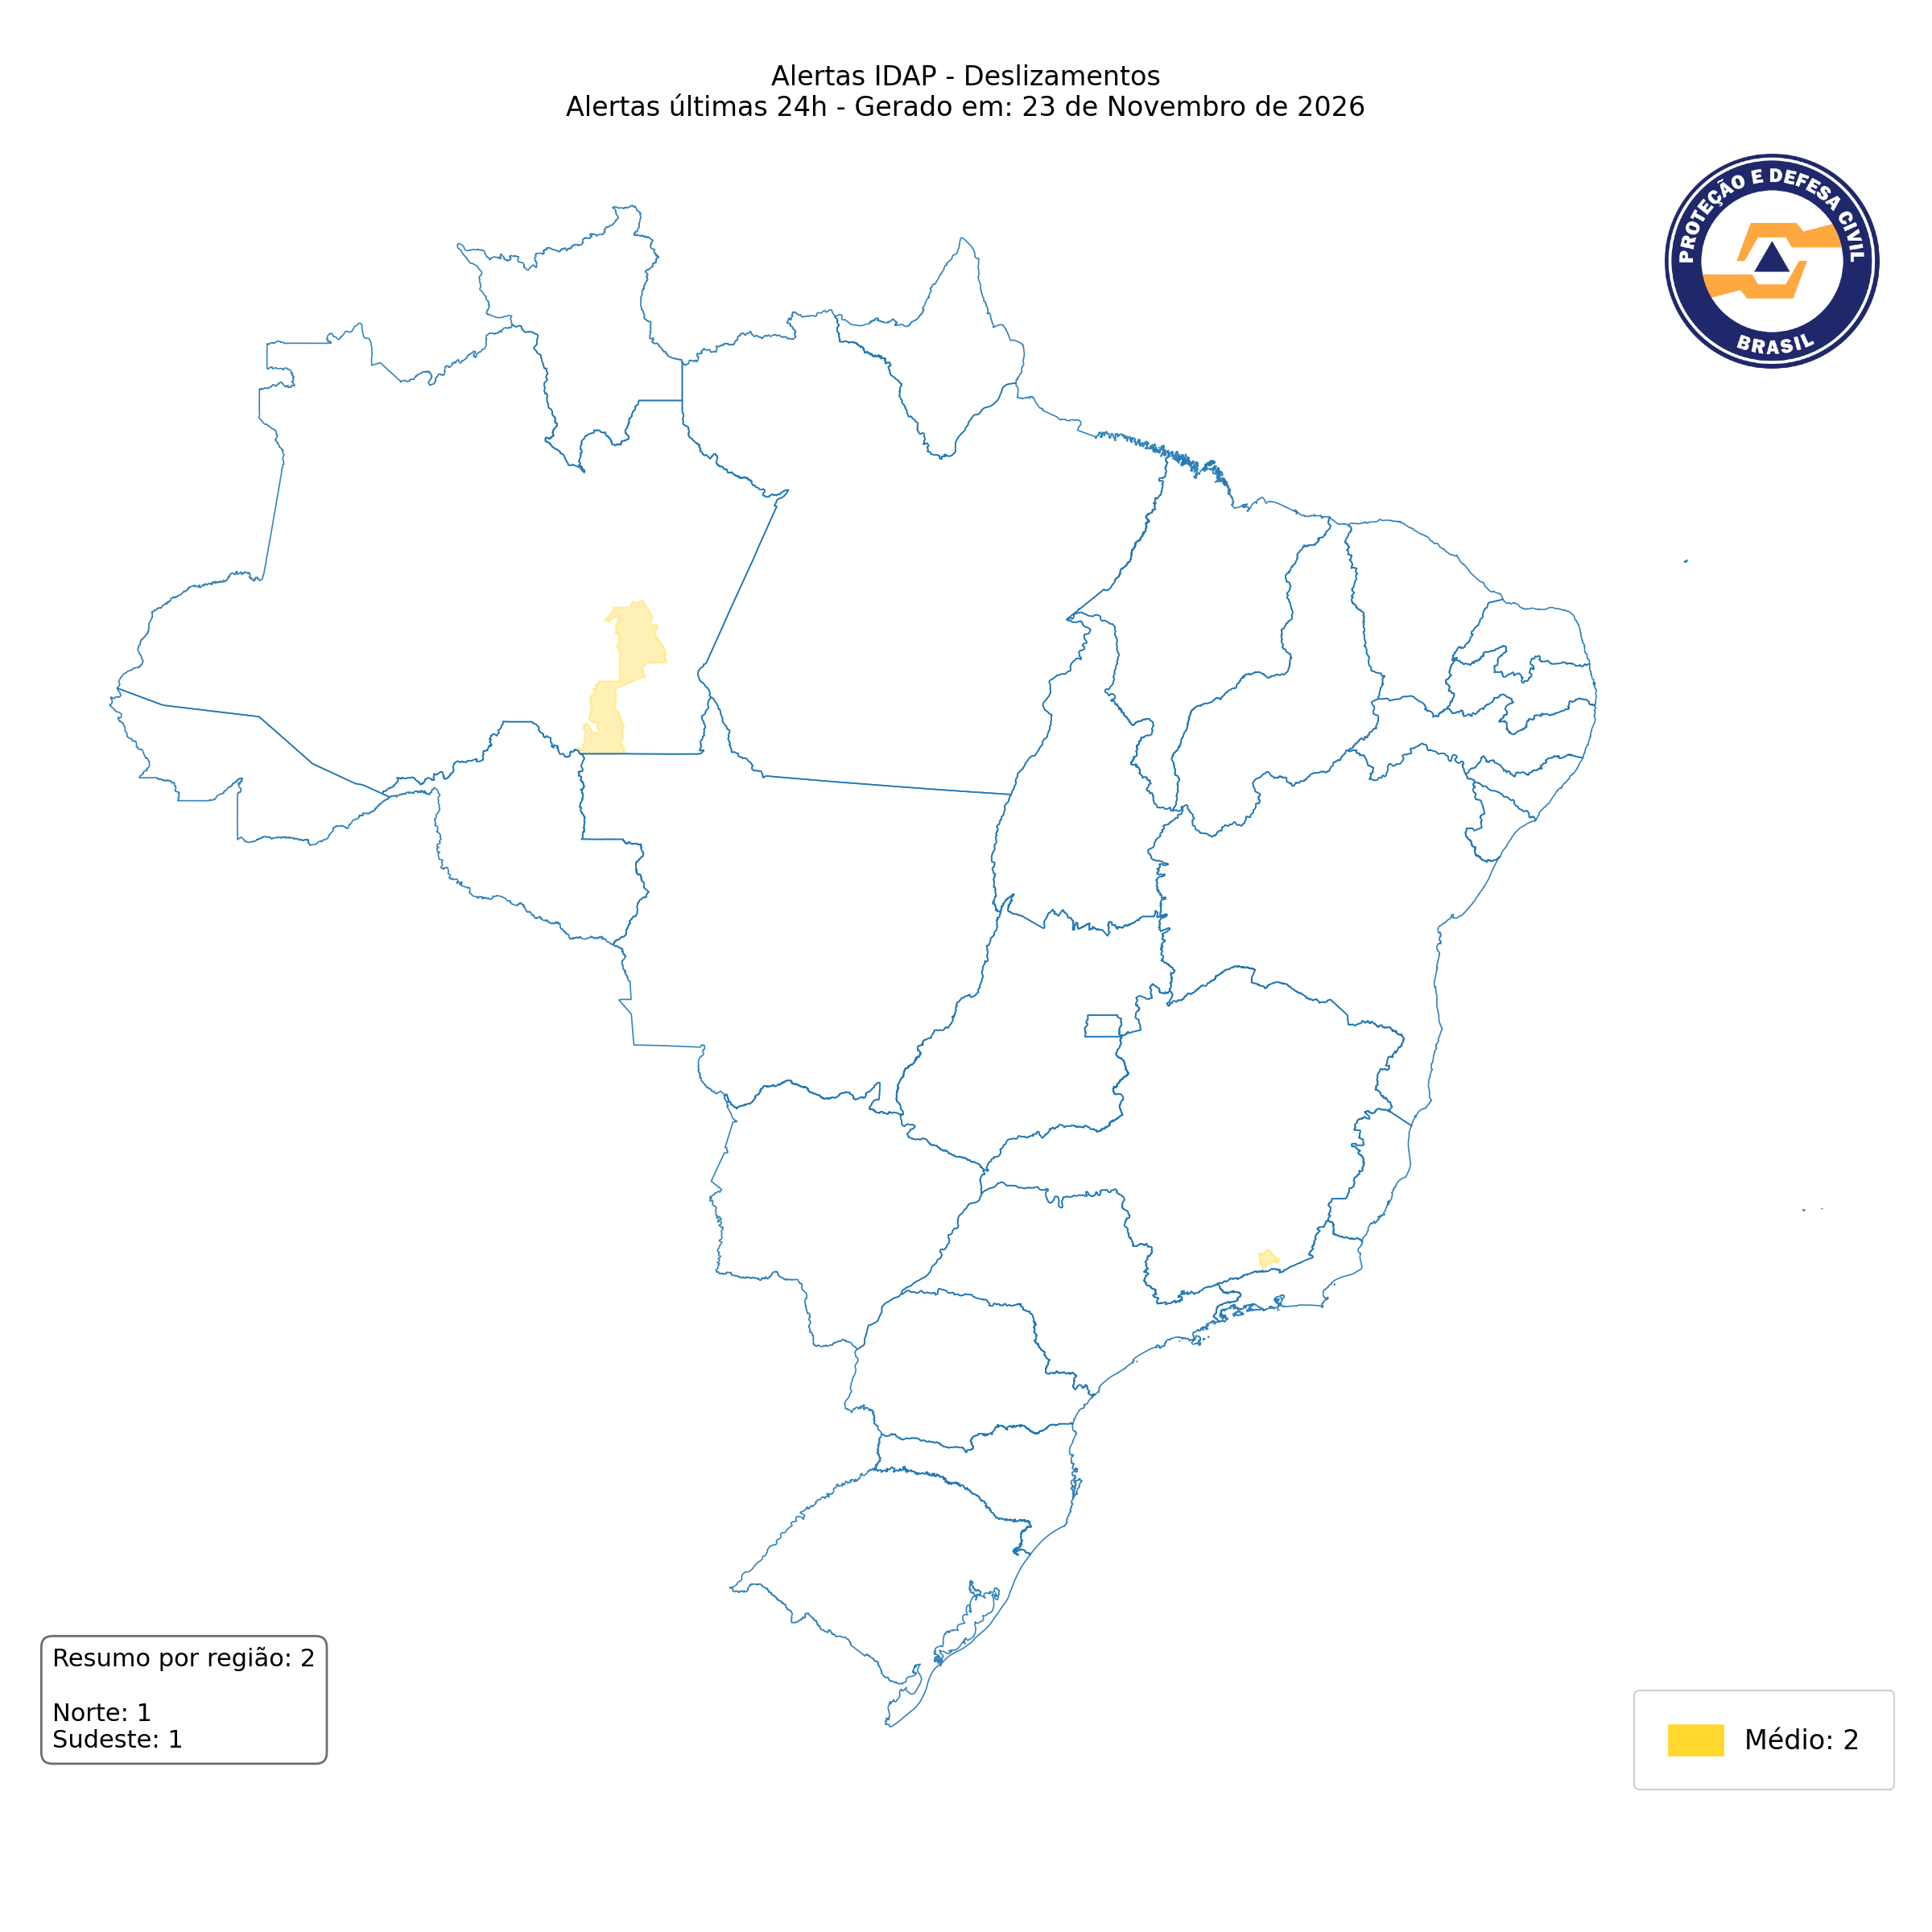 Alertas IDAP - Deslizamentos
Alertas últimas 24h - Gerado em: 23 de Novembro de 2026
PROTEÇÃO E DEFESA CIVIL
BRASIL
Resumo por região: 2
Norte: 1
Sudeste: 1
Médio: 2